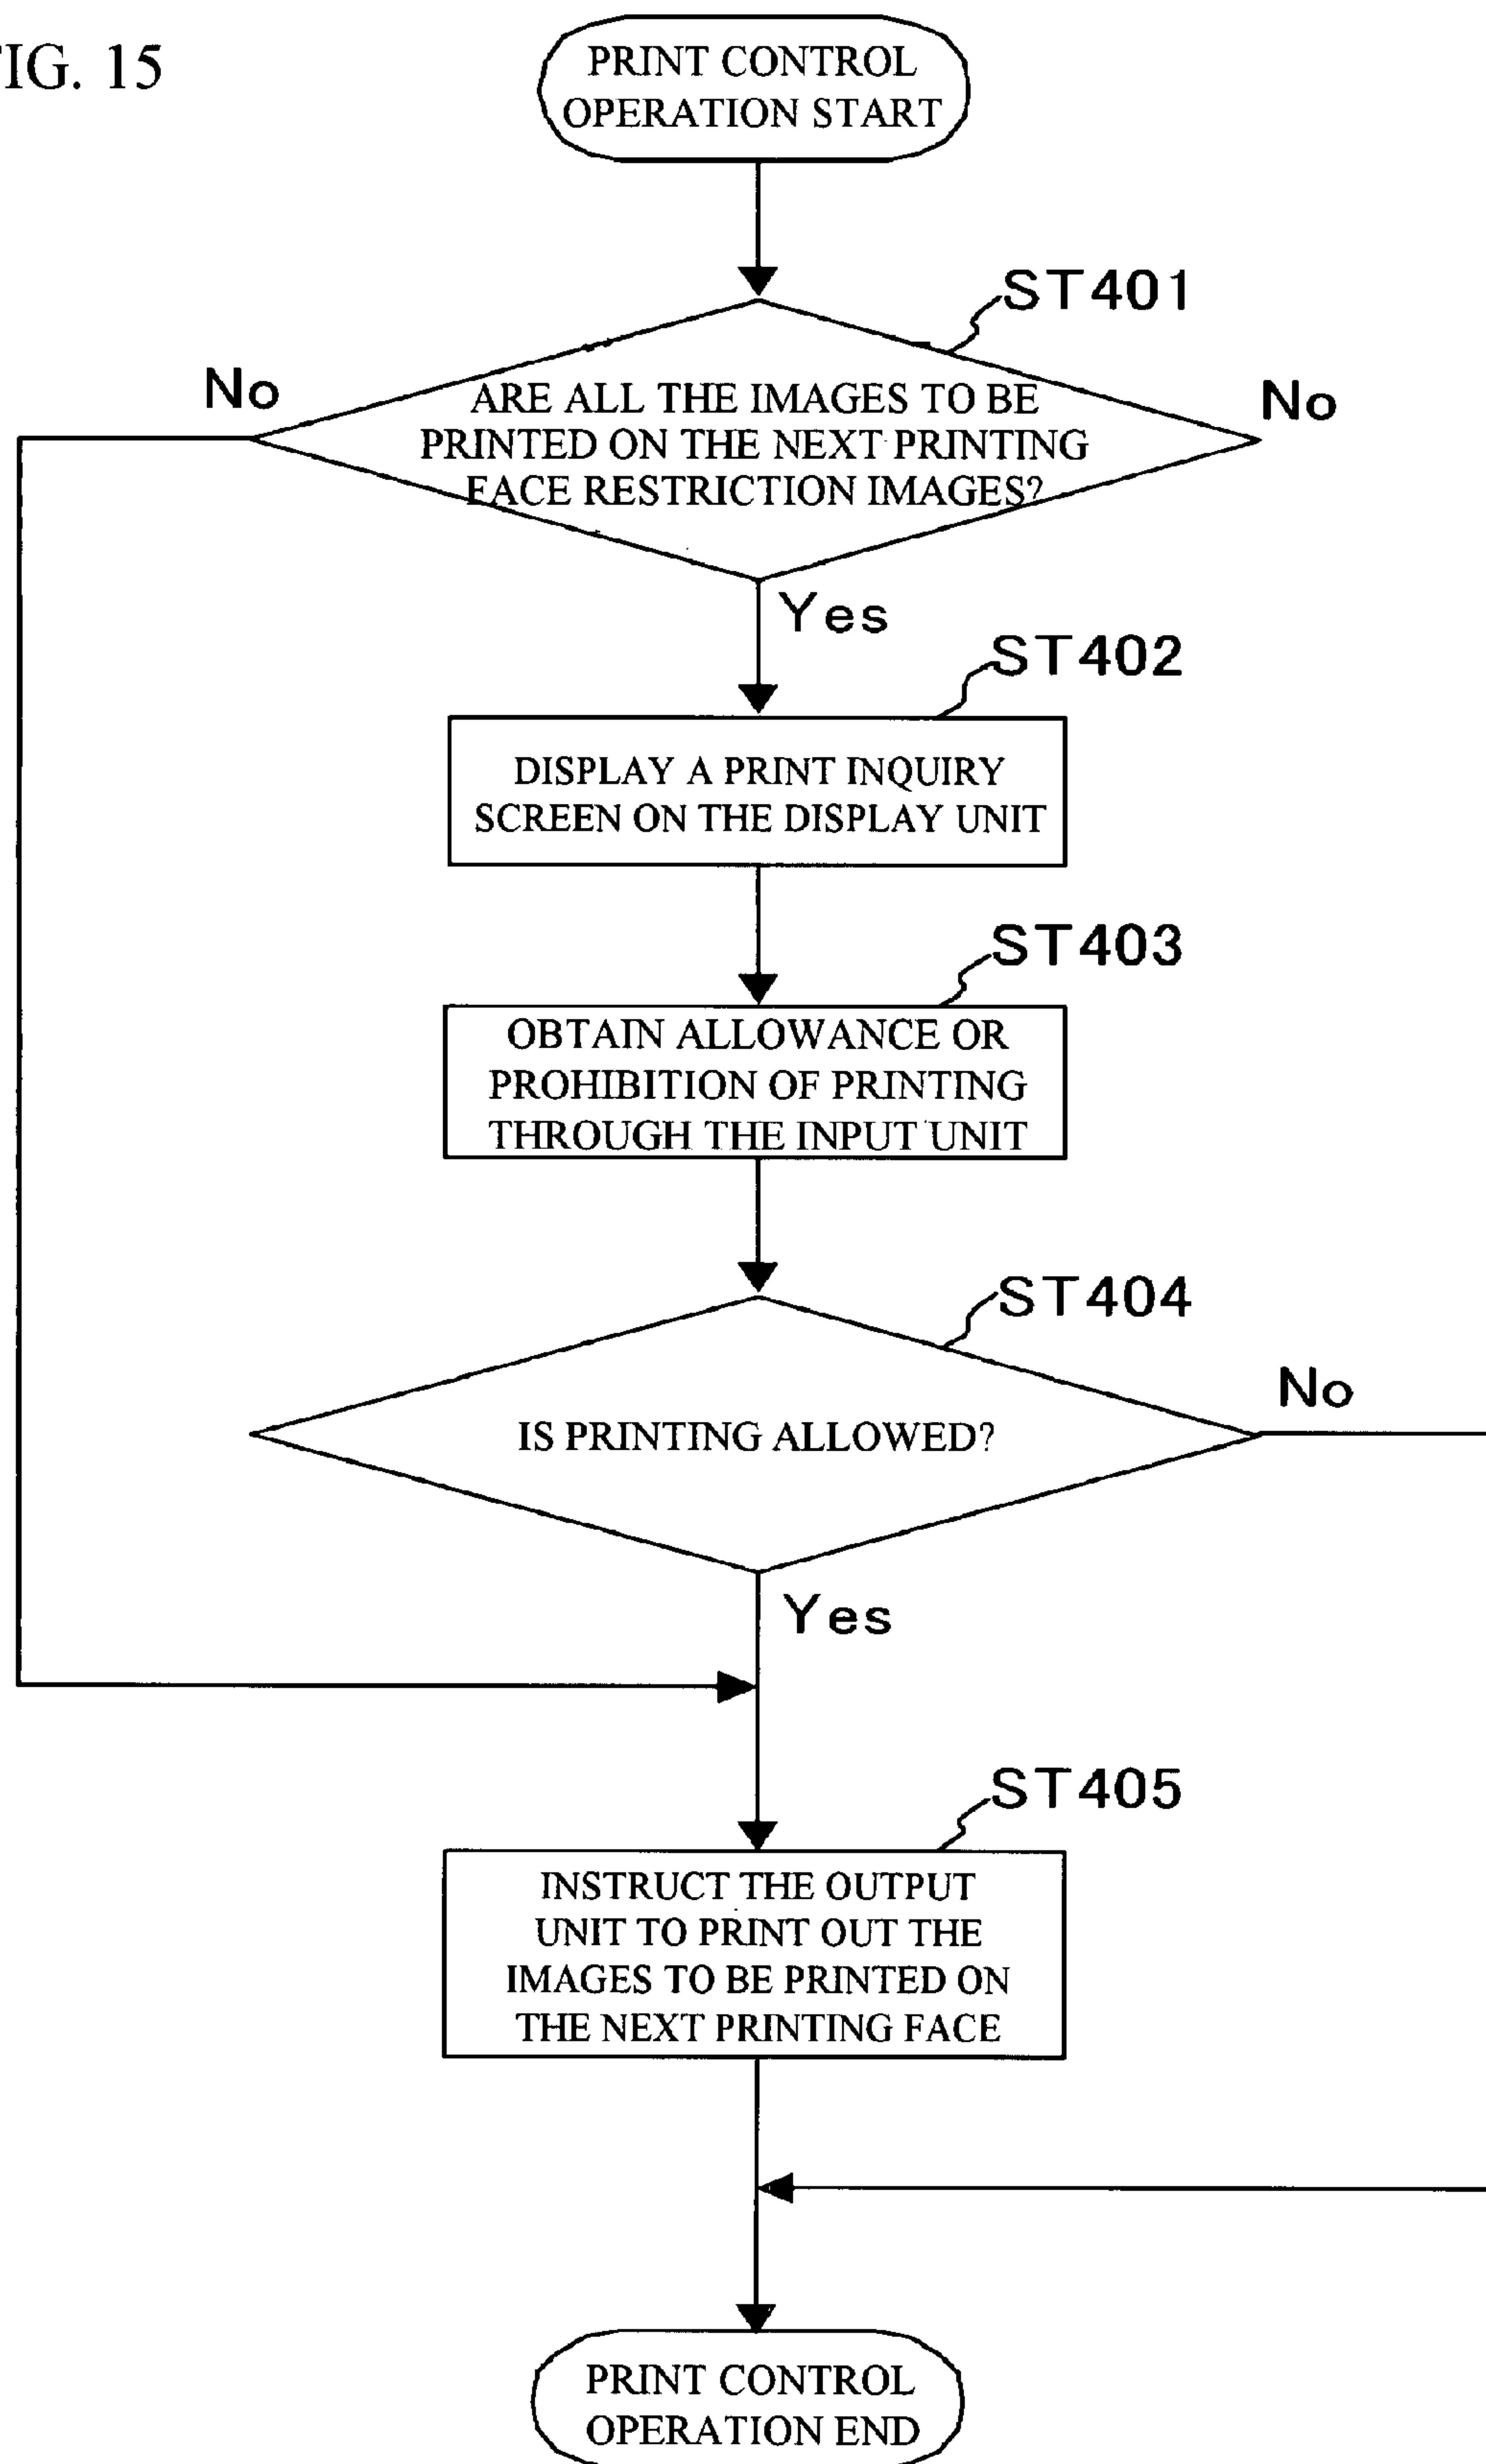 FIG. 15
PRINT CONTROL
OPERATION START
ST401
No
ARE ALL THE IMAGES TO BE
PRINTED ON THE NEXT PRINTING
FACE RESTRICTION IMAGES?
No
Yes
ST402
DISPLAY A PRINT INQUIRY
SCREEN ON THE DISPLAY UNIT
ST403
OBTAIN ALLOWANCE OR
PROHIBITION OF PRINTING
THROUGH THE INPUT UNIT
ST404
No
IS PRINTING ALLOWED?
Yes
ST405
INSTRUCT THE OUTPUT
UNIT TO PRINT OUT THE
IMAGES TO BE PRINTED ON
THE NEXT PRINTING FACE
PRINT CONTROL
OPERATION END